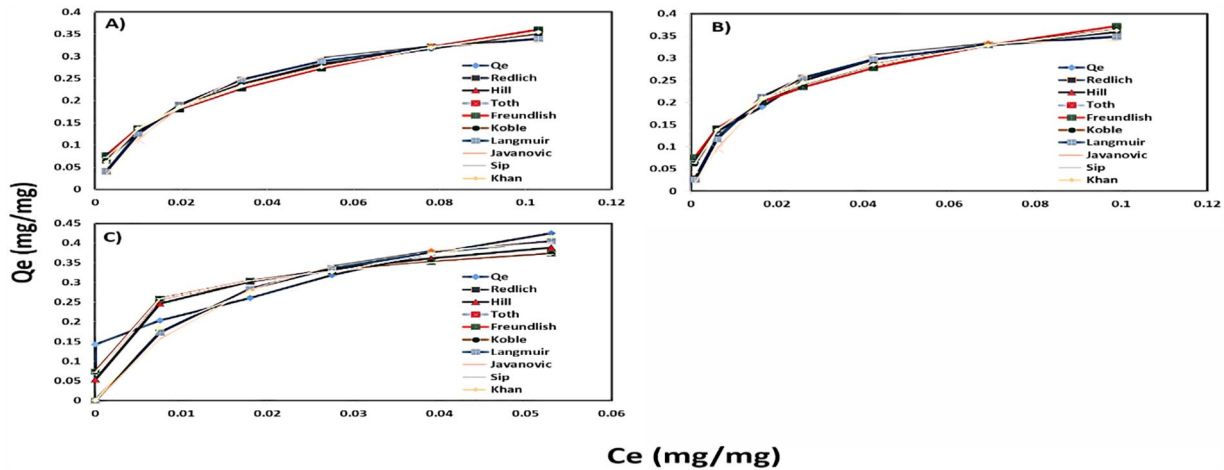 A)
0.4
0.35
0.3
0.25
0.2
0.15
0.1
0.05
0
0 0.02 0.04 0.06 0.08 0.1 0.12
Qe
Redlich
Hill
Toth
Freundlish
Koble
Langmuir
Javanovic
Sip
Khan
B)
0.4
0.35
0.3
0.25
0.2
0.15
0.1
0.05
0
0 0.02 0.04 0.06 0.08 0.1 0.12
Qe
Redlich
Hill
Toth
Freundlish
Koble
Langmuir
Javanovic
Sip
Khan
C)
0.45
0.4
0.35
0.3
0.25
0.2
0.15
0.1
0.05
0
0 0.01 0.02 0.03 0.04 0.05 0.06
Qe
Redlich
Hill
Toth
Freundlish
Koble
Langmuir
Javanovic
Sip
Khan
Qe (mg/mg)
Ce (mg/mg)